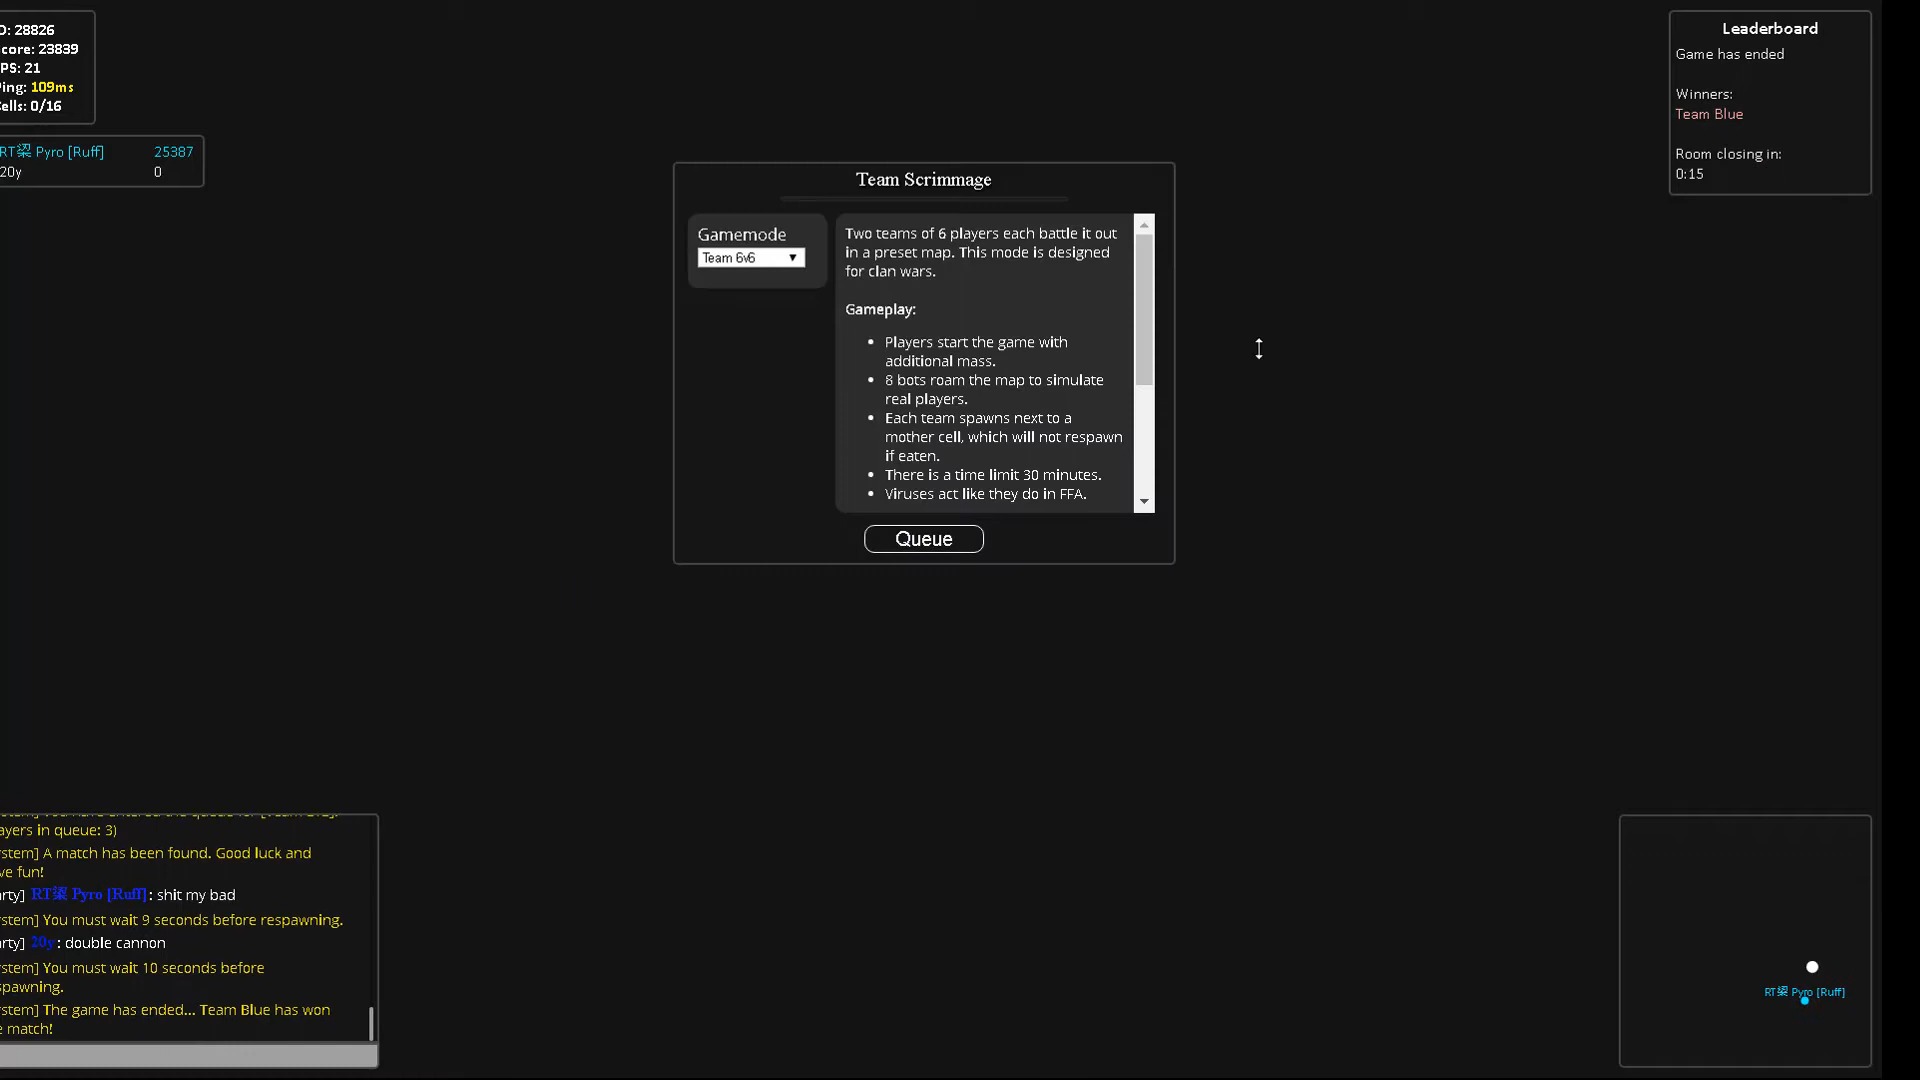 D: 28826
core: 23839
PS: 21
Ping: 109ms
Cells: 0/16
RT梁 Pyro [Ruff] 25387
20y 0
Team Scrimmage
Gamemode
Team 6v6
Two teams of 6 players each battle it out
in a preset map. This mode is designed
for clan wars.
Gameplay:
• Players start the game with
additional mass.
• 8 bots roam the map to simulate
real players.
• Each team spawns next to a
mother cell, which will not respawn
if eaten.
• There is a time limit 30 minutes.
• Viruses act like they do in FFA.
Queue
Leaderboard
Game has ended
Winners:
Team Blue
Room closing in:
0:15
ayers in queue: 3)
stem] A match has been found. Good luck and
ve fun!
arty] RT梁 Pyro [Ruff]: shit my bad
stem] You must wait 9 seconds before respawning.
arty] 20y: double cannon
stem] You must wait 10 seconds before
spawning.
stem] The game has ended... Team Blue has won
e match!
RT梁 Pyro [Ruff]